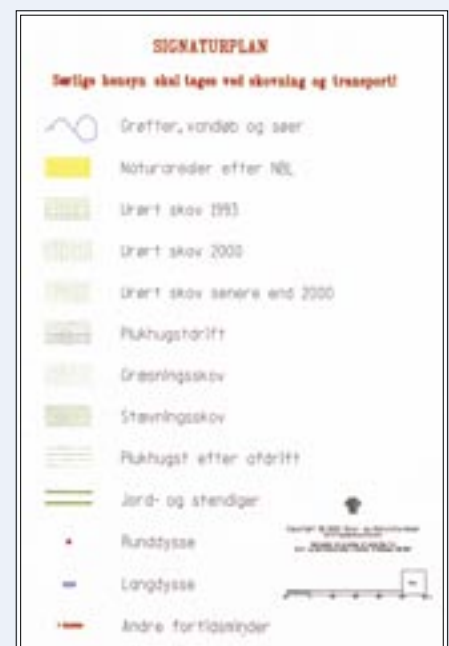 SIGNATURPLAN
Særlige hensyn skal tages ved skovning og transport!
Grøfter, vandløb og søer
Naturarealer efter NBL
Urørt skov 1993
Urørt skov 2000
Urørt skov senere end 2000
Plukhugstdrift
Græsningsskov
Stævningsskov
Plukhugst efter afdrift
Jord- og stendiger
Runddysse
Langdysse
Andre fortidsminder